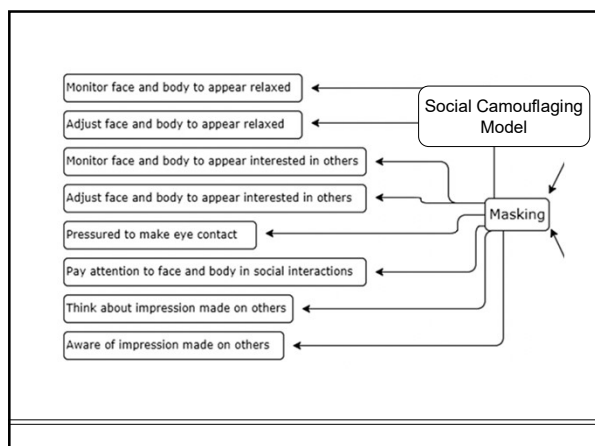 Monitor face and body to appear relaxed
Adjust face and body to appear relaxed
Monitor face and body to appear interested in others
Adjust face and body to appear interested in others
Pressured to make eye contact
Pay attention to face and body in social interactions
Think about impression made on others
Aware of impression made on others
Social Camouflaging
Model
Masking